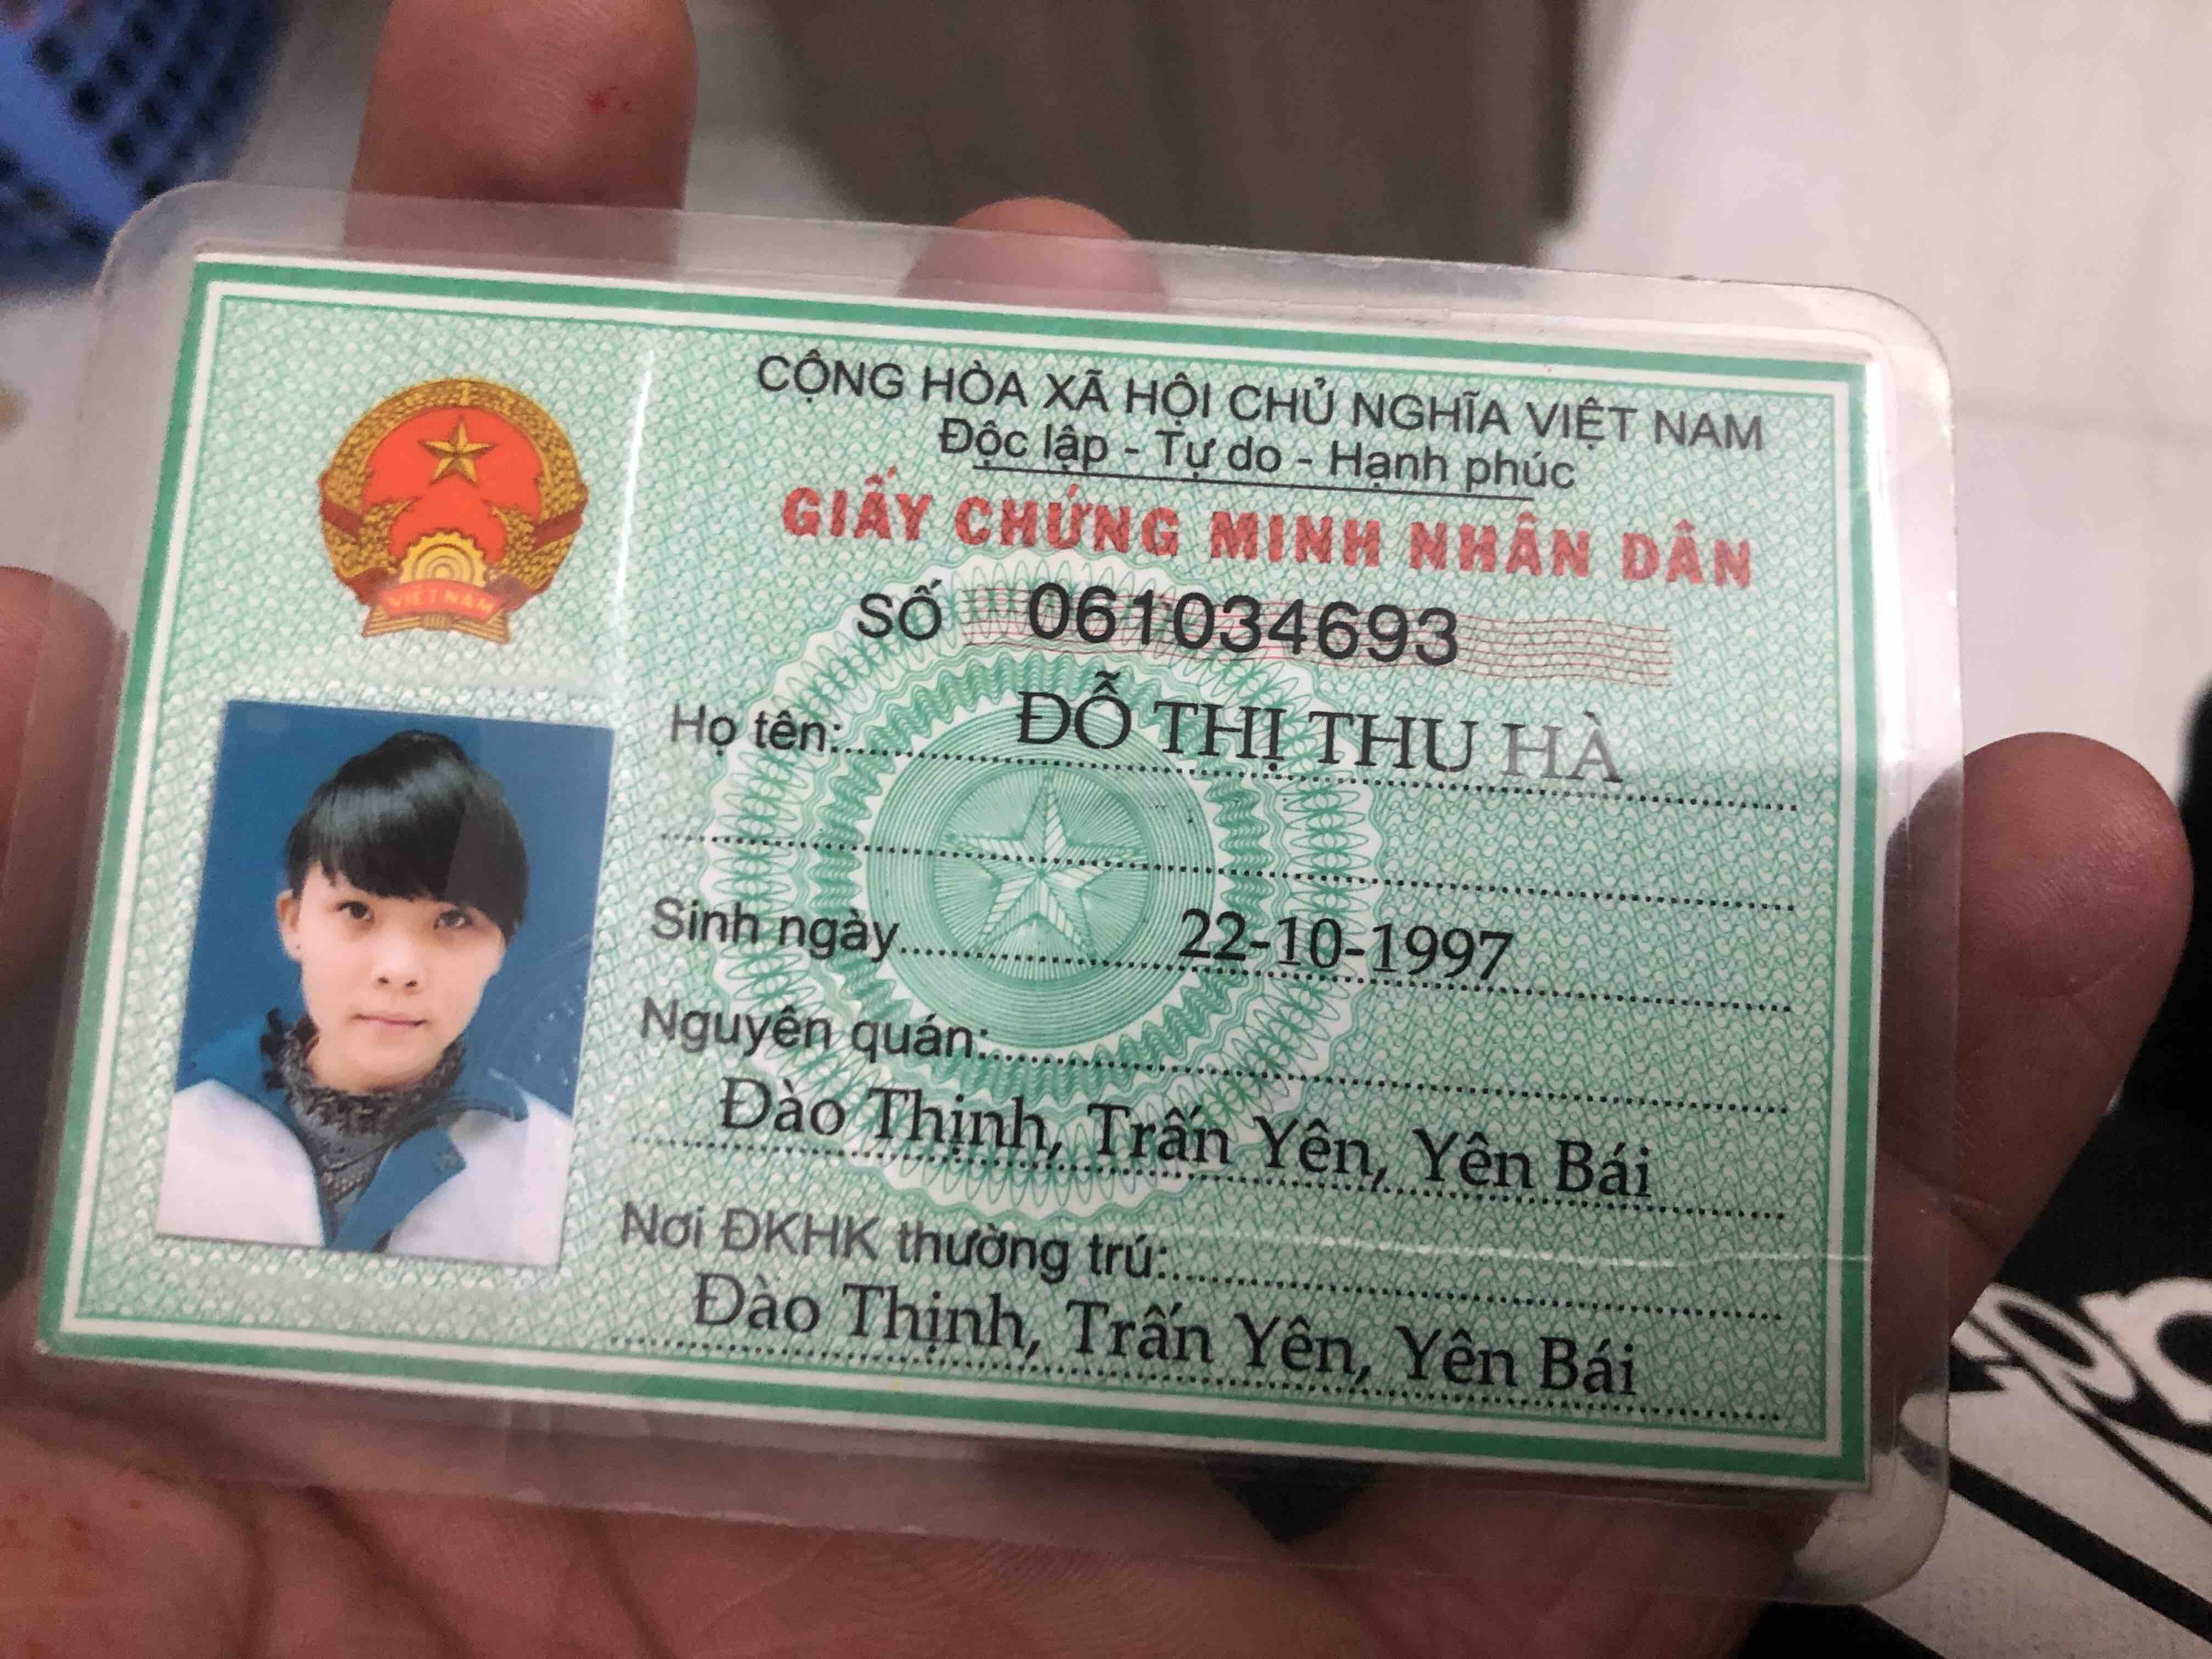 CỘNG HÒA XÃ HỘI CHỦ NGHĨA VIỆT NAM
Độc lập - Tự do - Hạnh phúc
GIẤY CHỨNG MINH NHÂN DÂN
SỐ 061034693
Họ tên: ĐỖ THỊ THU HÀ
Sinh ngày 22-10-1997
Nguyên quán:
Đào Thịnh, Trấn Yên, Yên Bái
Nơi ĐKHK thường trú:
Đào Thịnh, Trấn Yên, Yên Bái
VIET NAM